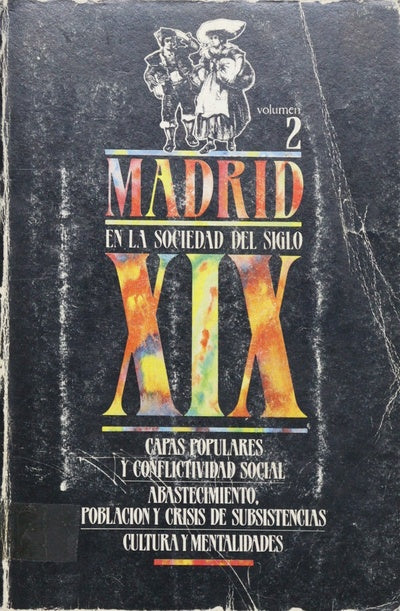 volumen
2
MADRID
EN LA SOCIEDAD DEL SIGLO
XIX
CAPAS POPULARES
Y CONFLICTIVIDAD SOCIAL
ABASTECIMIENTO,
POBLACION Y CRISIS DE SUBSISTENCIAS
CULTURA Y MENTALIDADES